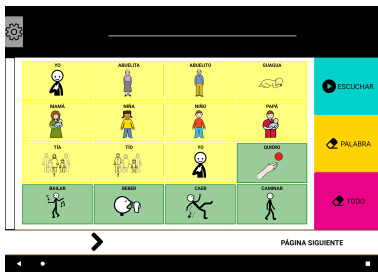 YO ABUELITA ABUELITO GUAGUA
ESCUCHAR
MAMÁ NIÑA NIÑO PAPÁ
PALABRA
TÍA TÍO YO QUIERO
BAILAR BEBER CAER CAMINAR
TODO
PÁGINA SIGUIENTE